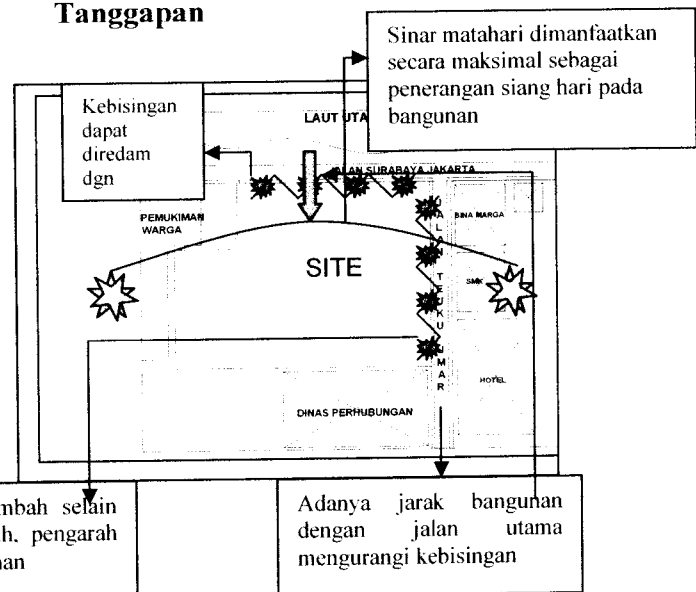 Tanggapan
Sinar matahari dimanfaatkan
secara maksimal sebagai
penerangan siang hari pada
bangunan
Kebisingan
dapat
diredam
dgn
LAUT UTA
JALAN SURABAYA JAKARTA
PEMUKIMAN
WARGA
BINA MARGA
SITE
SMK
JALAN TEUKU UMAR
HOTEL
DINAS PERHUBUNGAN
mbah selain
h, pengarah
nan
Adanya jarak bangunan
dengan jalan utama
mengurangi kebisingan